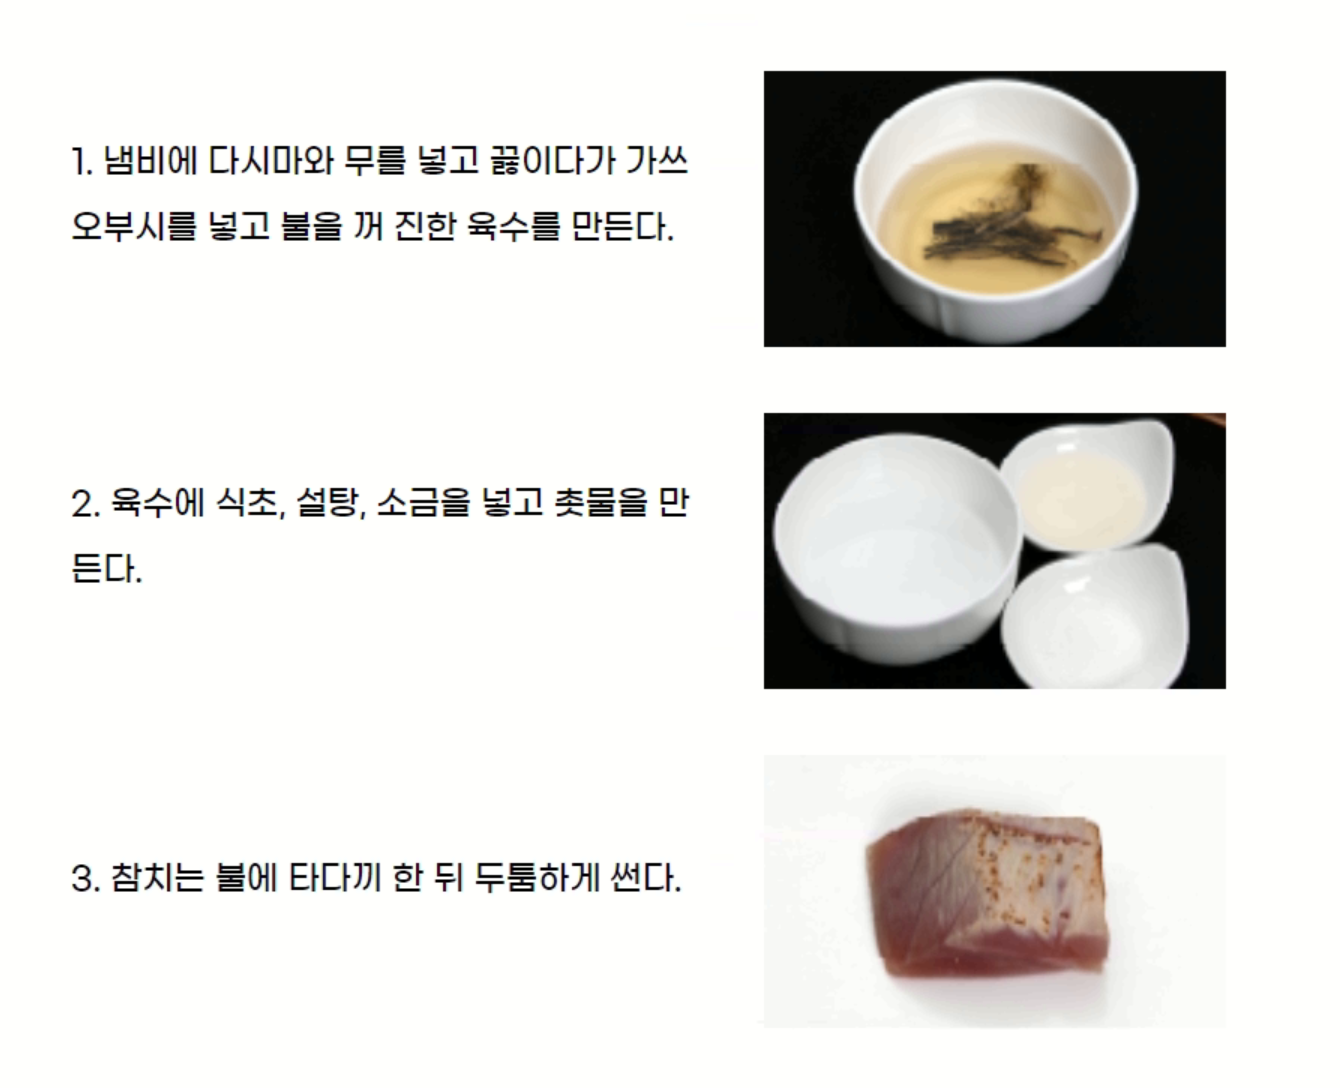 1. 냄비에 다시마와 무를 넣고 끓이다가 가쓰
오부시를 넣고 불을 꺼 진한 육수를 만든다.
2. 육수에 식초, 설탕, 소금을 넣고 촛물을 만
든다.
3. 참치는 불에 타다끼 한 뒤 두툼하게 썬다.